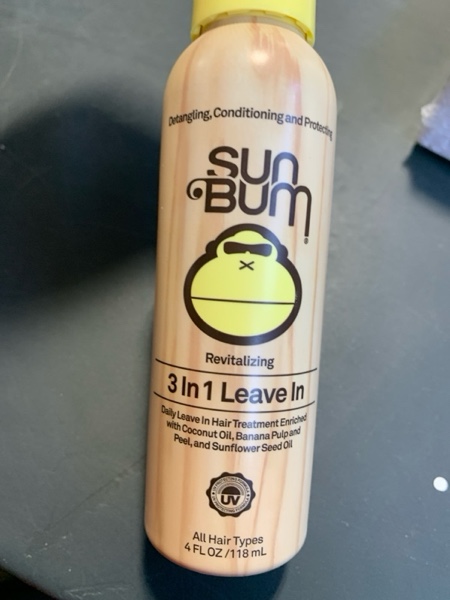 Detangling, Conditioning and Protecting
SUN
BUM
Revitalizing
3 In 1 Leave In
Daily Leave In Hair Treatment Enriched
with Coconut Oil, Banana Pulp and
Peel, and Sunflower Seed Oil
UV
All Hair Types
4 FL OZ / 118 mL